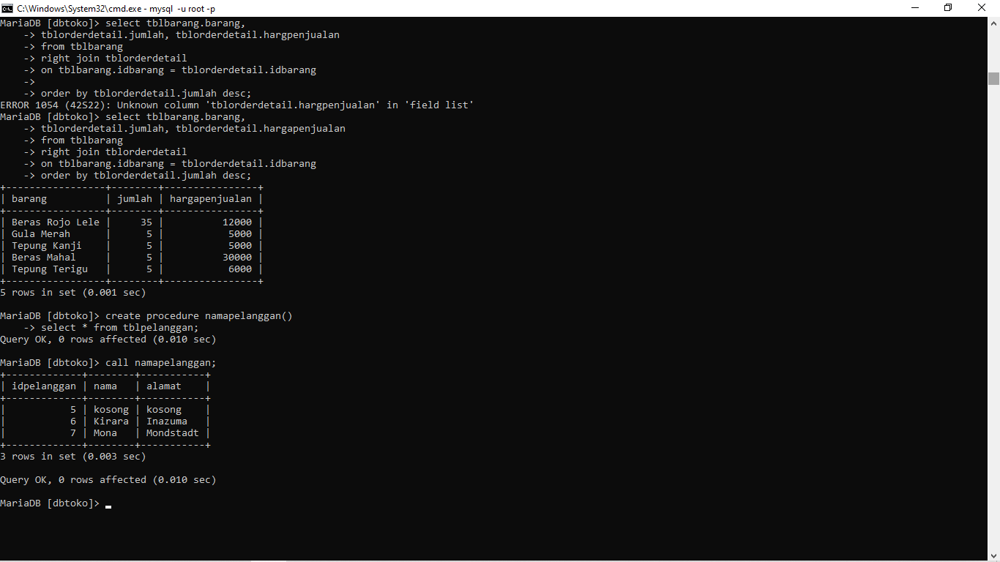 C:\Windows\System32\cmd.exe - mysql  -u root -p
MariaDB [dbtoko]> select tblbarang.barang,
    -> tblorderdetail.jumlah, tblorderdetail.hargpenjualan
    -> from tblbarang
    -> right join tblorderdetail
    -> on tblbarang.idbarang = tblorderdetail.idbarang
    ->
    -> order by tblorderdetail.jumlah desc;
ERROR 1054 (42S22): Unknown column 'tblorderdetail.hargpenjualan' in 'field list'
MariaDB [dbtoko]> select tblbarang.barang,
    -> tblorderdetail.jumlah, tblorderdetail.hargapenjualan
    -> from tblbarang
    -> right join tblorderdetail
    -> on tblbarang.idbarang = tblorderdetail.idbarang
    -> order by tblorderdetail.jumlah desc;
+-----------------+--------+----------------+
| barang          | jumlah | hargapenjualan |
+-----------------+--------+----------------+
| Beras Rojo Lele |     35 |          12000 |
| Gula Merah      |      5 |           5000 |
| Tepung Kanji    |      5 |           5000 |
| Beras Mahal     |      5 |          30000 |
| Tepung Terigu   |      5 |           6000 |
+-----------------+--------+----------------+
5 rows in set (0.001 sec)

MariaDB [dbtoko]> create procedure namapelanggan()
    -> select * from tblpelanggan;
Query OK, 0 rows affected (0.010 sec)

MariaDB [dbtoko]> call namapelanggan;
+-------------+--------+-----------+
| idpelanggan | nama   | alamat    |
+-------------+--------+-----------+
|           5 | kosong | kosong    |
|           6 | Kirara | Inazuma   |
|           7 | Mona   | Mondstadt |
+-------------+--------+-----------+
3 rows in set (0.003 sec)

Query OK, 0 rows affected (0.010 sec)

MariaDB [dbtoko]> _